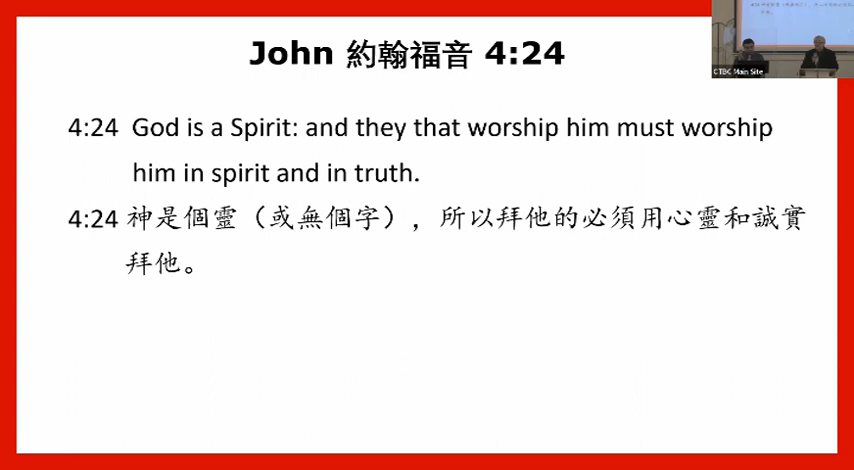 John 約翰福音 4:24
4:24 God is a Spirit: and they that worship him must worship
him in spirit and in truth.
4:24 神是個靈（或無個字），所以拜他的必須用心靈和誠實
拜他。
CTBC Main Site